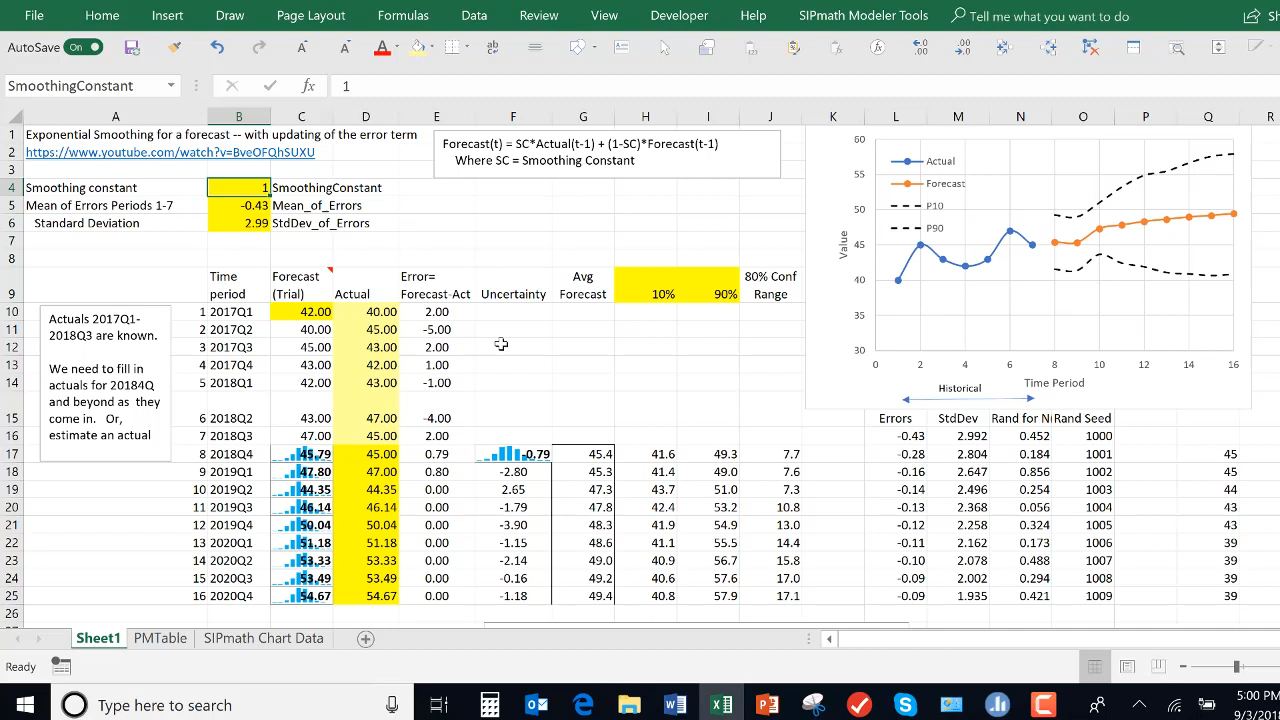 File Home Insert Draw Page Layout Formulas Data Review View Developer Help SIPmath Modeler Tools Tell me what you want to do Share
AutoSave On
SmoothingConstant fx 1
A B C D E F G H I J K L M N O P Q R
1 Exponential Smoothing for a forecast -- with updating of the error term
2 https://www.youtube.com/watch?v=BveOFQhSUXU
Forecast(t) = SC*Actual(t-1) + (1-SC)*Forecast(t-1)
Where SC = Smoothing Constant
3
4 Smoothing constant 1 SmoothingConstant
5 Mean of Errors Periods 1-7 -0.43 Mean_of_Errors
6 Standard Deviation 2.99 StdDev_of_Errors
7
8
Time Forecast Error= Avg 80% Conf
9 period (Trial) Actual Forecast-Act Uncertainty Forecast 10% 90% Range
10 1 2017Q1 42.00 40.00 2.00
11 2 2017Q2 40.00 45.00 -5.00
12 3 2017Q3 45.00 43.00 2.00
13 4 2017Q4 43.00 42.00 1.00
14 5 2018Q1 42.00 43.00 -1.00
15 6 2018Q2 43.00 47.00 -4.00
16 7 2018Q3 47.00 45.00 2.00
17 8 2018Q4 45.79 45.00 0.79 -0.79 45.4 41.6 49.3 7.7
18 9 2019Q1 47.80 47.00 0.80 -2.80 45.3 41.4 49.0 7.6
19 10 2019Q2 44.35 44.35 0.00 2.65 47.3 43.7 51.0 7.3
20 11 2019Q3 46.14 46.14 0.00 -1.79 47.8 42.4 53.2 10.8
21 12 2019Q4 50.04 50.04 0.00 -3.90 48.3 41.9 54.9 13.0
22 13 2020Q1 51.18 51.18 0.00 -1.15 48.6 41.1 55.5 14.4
23 14 2020Q2 53.33 53.33 0.00 -2.14 49.0 40.9 56.7 15.8
24 15 2020Q3 53.49 53.49 0.00 -0.16 49.2 40.6 57.6 17.0
25 16 2020Q4 54.67 54.67 0.00 -1.18 49.4 40.8 57.9 17.1
26
Actuals 2017Q1-
2018Q3 are known.
We need to fill in
actuals for 20184Q
and beyond as they
come in. Or,
estimate an actual
60
55
50
45
40
35
30
Value
Actual
Forecast
P10
P90
0 2 4 6 8 10 12 14 16
Time Period
Historical
Errors StdDev Rand for N Rand Seed
-0.43 2.992 0.452 1000
-0.28 2.804 0.184 1001 45
-0.16 2.647 0.856 1002 45
-0.14 2.496 0.254 1003 44
-0.13 2.363 0.056 1004 43
-0.12 2.258 0.324 1005 43
-0.11 2.162 0.173 1006 39
-0.10 2.078 0.488 1007 39
-0.09 2.002 0.294 1008 39
-0.09 1.935 0.421 1009 39
Sheet1 PMTable SIPmath Chart Data
Ready
Type here to search
5:00 PM